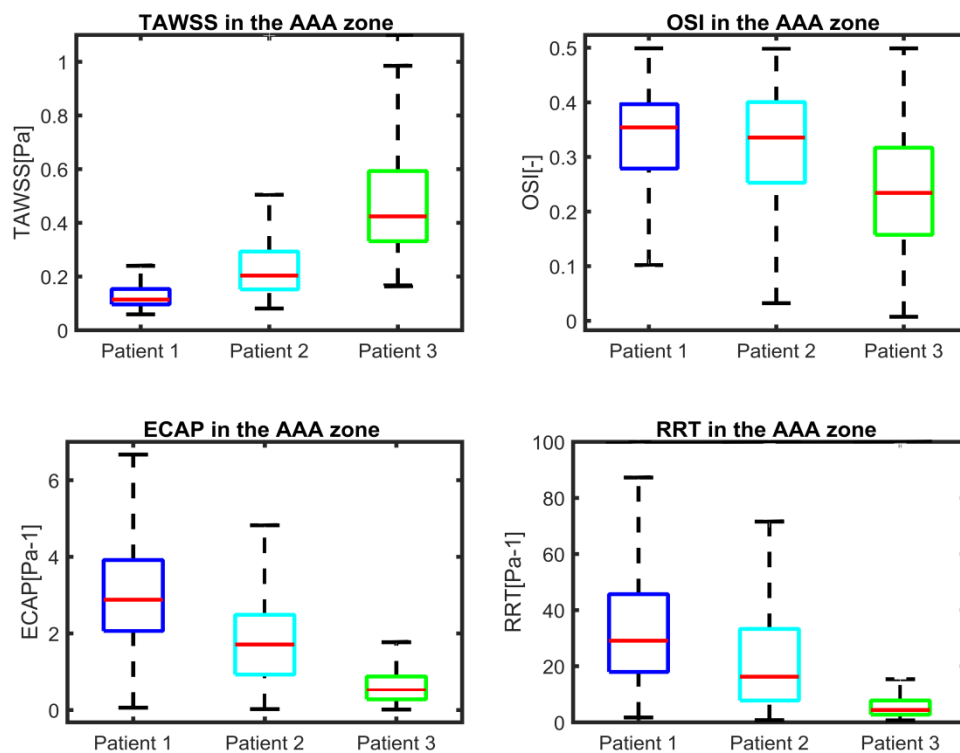 TAWSS in the AAA zone
TAWSS[Pa]
1
0.8
0.6
0.4
0.2
0
Patient 1 Patient 2 Patient 3
OSI in the AAA zone
OSI[-]
0.5
0.4
0.3
0.2
0.1
0
Patient 1 Patient 2 Patient 3
ECAP in the AAA zone
ECAP[Pa-1]
6
4
2
0
Patient 1 Patient 2 Patient 3
RRT in the AAA zone
RRT[Pa-1]
100
80
60
40
20
0
Patient 1 Patient 2 Patient 3